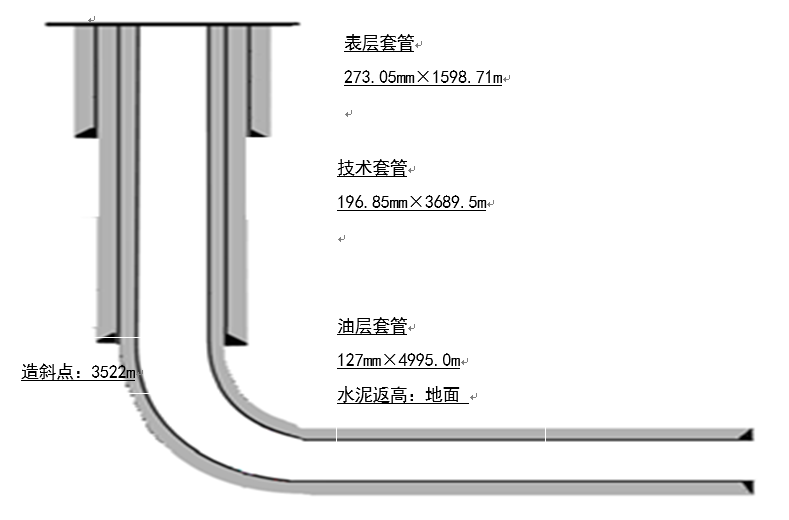 表层套管
273.05mm×1598.71m
技术套管
196.85mm×3689.5m
油层套管
造斜点：3522m
127mm×4995.0m
水泥返高：地面